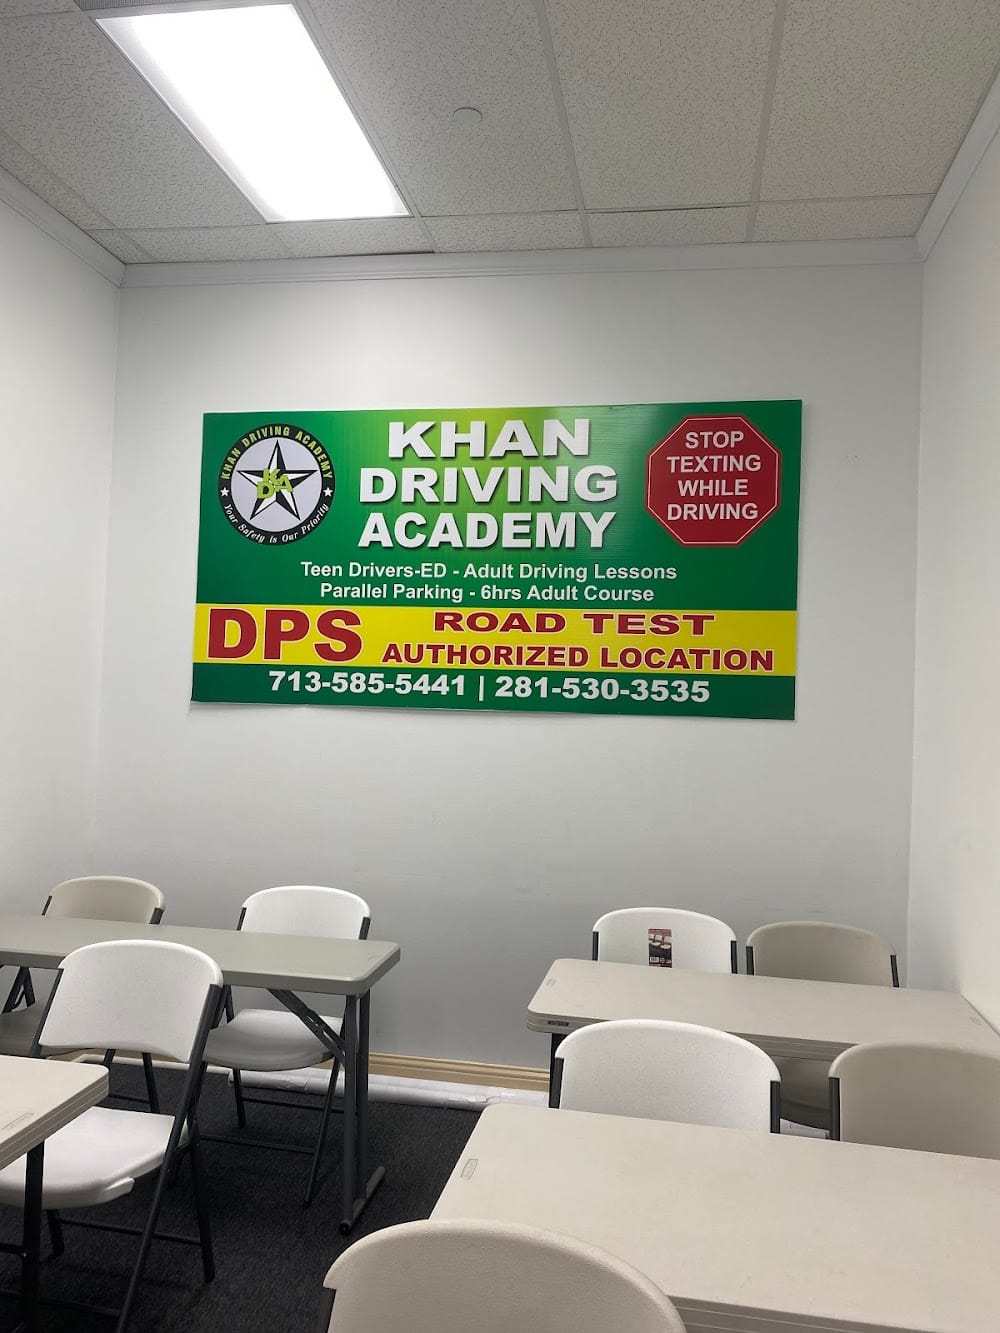 KHAN DRIVING ACADEMY
KDA
Your Safety is Our Priority
KHAN
DRIVING
ACADEMY
STOP
TEXTING
WHILE
DRIVING
Teen Drivers-ED - Adult Driving Lessons
Parallel Parking - 6hrs Adult Course
DPS
ROAD TEST
AUTHORIZED LOCATION
713-585-5441 | 281-530-3535